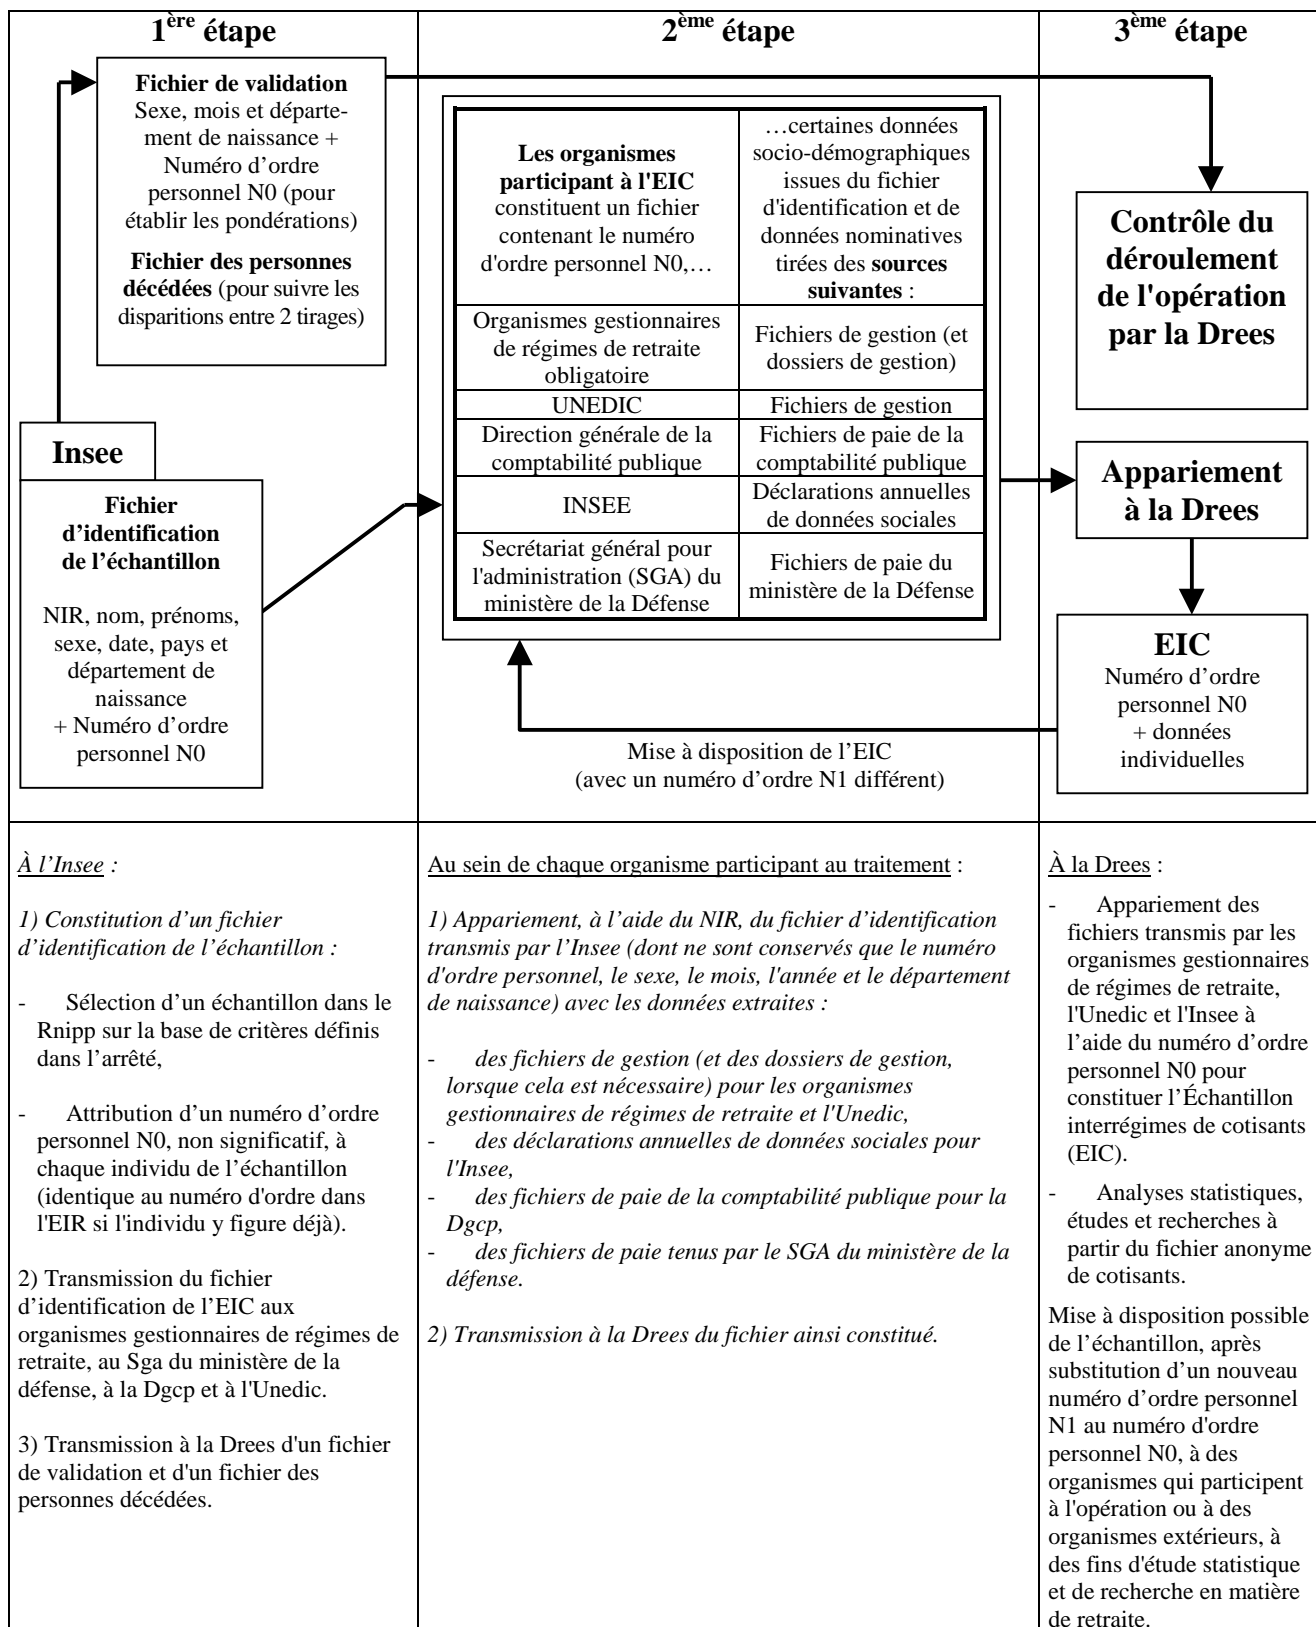 1ère étape
Fichier de validation
Sexe, mois et départe-
ment de naissance +
Numéro d’ordre
personnel N0 (pour
établir les pondérations)
Fichier des personnes
décédées (pour suivre les
disparitions entre 2 tirages)
Insee
Fichier
d’identification
de l’échantillon
NIR, nom, prénoms,
sexe, date, pays et
département de
naissance
+ Numéro d’ordre
personnel N0
2ème étape
Les organismes
participant à l'EIC
constituent un fichier
contenant le numéro
d'ordre personnel N0,…
…certaines données
socio-démographiques
issues du fichier
d'identification et de
données nominatives
tirées des sources
suivantes :
Organismes gestionnaires
de régimes de retraite
obligatoire
Fichiers de gestion (et
dossiers de gestion)
UNEDIC
Fichiers de gestion
Direction générale de la
comptabilité publique
Fichiers de paie de la
comptabilité publique
INSEE
Déclarations annuelles
de données sociales
Secrétariat général pour
l'administration (SGA) du
ministère de la Défense
Fichiers de paie du
ministère de la Défense
Mise à disposition de l’EIC
(avec un numéro d’ordre N1 différent)
3ème étape
Contrôle du
déroulement
de l'opération
par la Drees
Appariement
à la Drees
EIC
Numéro d’ordre
personnel N0
+ données
individuelles
À l’Insee :
1) Constitution d’un fichier
d’identification de l’échantillon :
- Sélection d’un échantillon dans le
Rnipp sur la base de critères définis
dans l’arrêté,
- Attribution d’un numéro d’ordre
personnel N0, non significatif, à
chaque individu de l’échantillon
(identique au numéro d'ordre dans
l'EIR si l'individu y figure déjà).
2) Transmission du fichier
d’identification de l’EIC aux
organismes gestionnaires de régimes de
retraite, au Sga du ministère de la
défense, à la Dgcp et à l'Unedic.
3) Transmission à la Drees d'un fichier
de validation et d'un fichier des
personnes décédées.
Au sein de chaque organisme participant au traitement :
1) Appariement, à l’aide du NIR, du fichier d’identification
transmis par l’Insee (dont ne sont conservés que le numéro
d'ordre personnel, le sexe, le mois, l'année et le département
de naissance) avec les données extraites :
- des fichiers de gestion (et des dossiers de gestion,
lorsque cela est nécessaire) pour les organismes
gestionnaires de régimes de retraite et l'Unedic,
- des déclarations annuelles de données sociales pour
l'Insee,
- des fichiers de paie de la comptabilité publique pour la
Dgcp,
- des fichiers de paie tenus par le SGA du ministère de la
défense.
2) Transmission à la Drees du fichier ainsi constitué.
À la Drees :
- Appariement des
fichiers transmis par les
organismes gestionnaires
de régimes de retraite,
l'Unedic et l'Insee à
l’aide du numéro d’ordre
personnel N0 pour
constituer l’Échantillon
interrégimes de cotisants
(EIC).
- Analyses statistiques,
études et recherches à
partir du fichier anonyme
de cotisants.
Mise à disposition possible
de l’échantillon, après
substitution d’un nouveau
numéro d’ordre personnel
N1 au numéro d'ordre
personnel N0, à des
organismes qui participent
à l'opération ou à des
organismes extérieurs, à
des fins d'étude statistique
et de recherche en matière
de retraite.